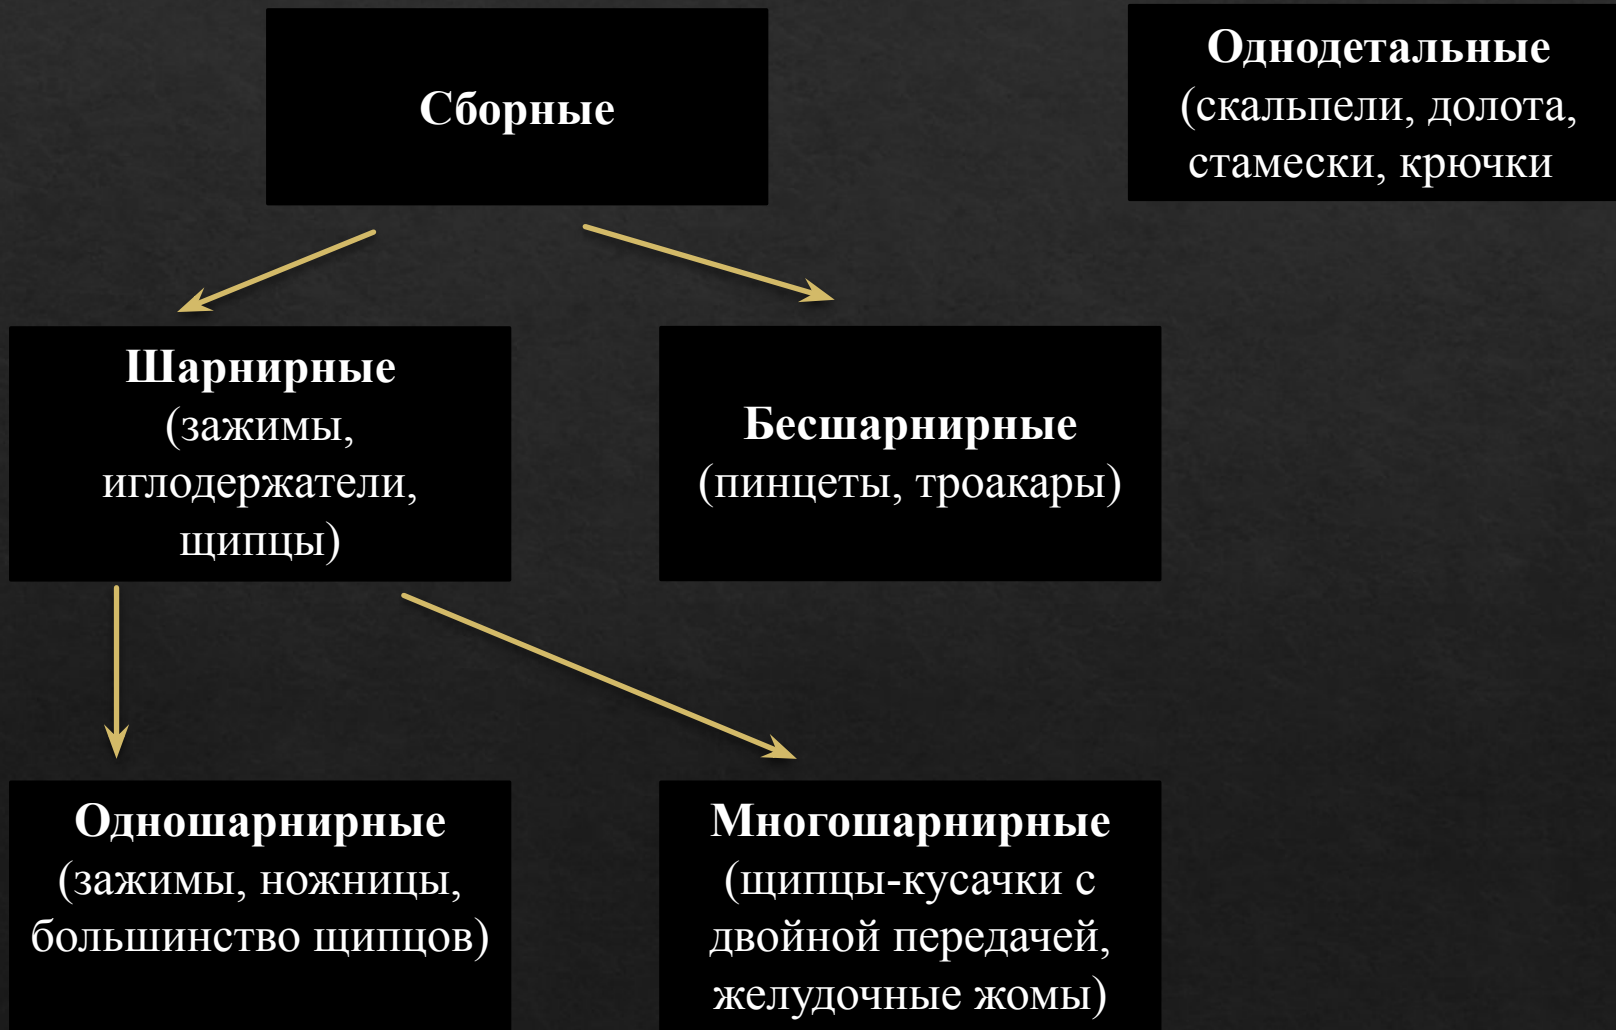 Сборные
Однодетальные
(скальпели, долота,
стамески, крючки
Шарнирные
(зажимы,
иглодержатели,
щипцы)
Бесшарнирные
(пинцеты, троакары)
Одношарнирные
(зажимы, ножницы,
большинство щипцов)
Многошарнирные
(щипцы-кусачки с
двойной передачей,
желудочные жомы)